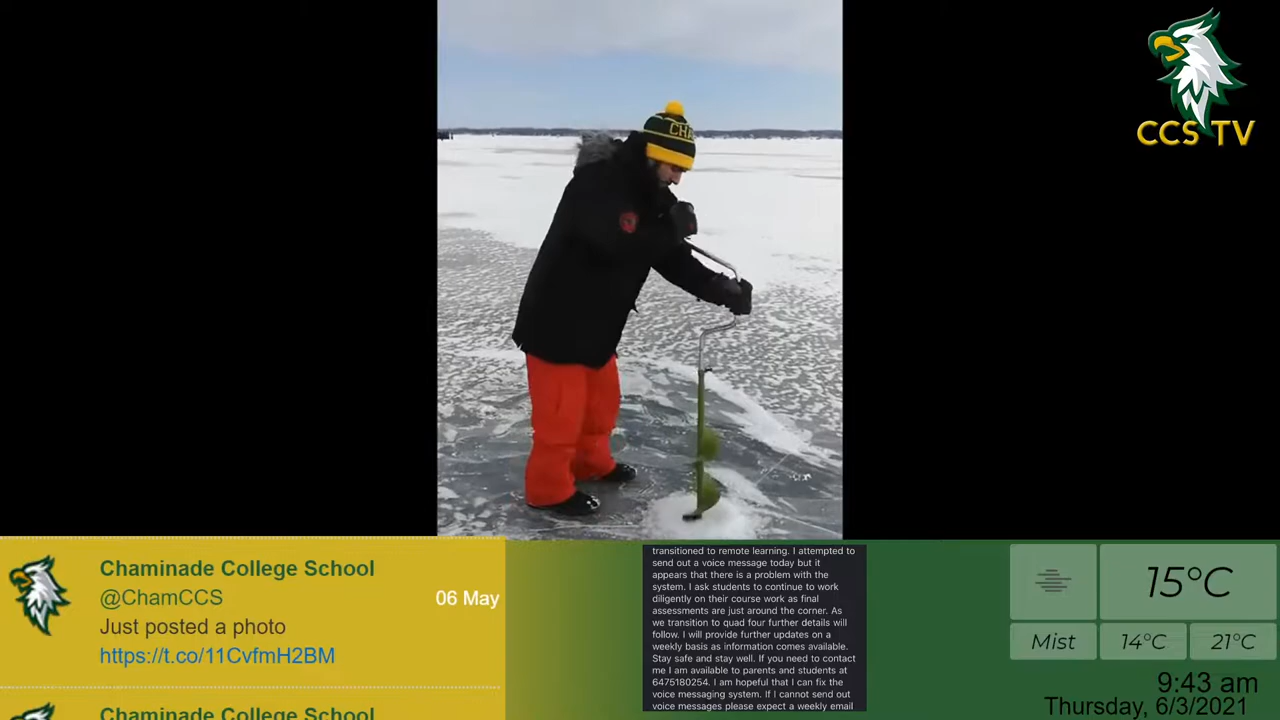 CCS TV
CHA
Chaminade College School
@ChamCCS
06 May
Just posted a photo
https://t.co/11CvfmH2BM
Chaminade College School
transitioned to remote learning. I attempted to
send out a voice message today but it
appears that there is a problem with the
system. I ask students to continue to work
diligently on their course work as final
assessments are just around the corner. As
we transition to quad four further details will
follow. I will provide further updates on a
weekly basis as information comes available.
Stay safe and stay well. If you need to contact
me I am available to parents and students at
6475180254. I am hopeful that I can fix the
voice messaging system. If I cannot send out
voice messages please expect a weekly email
15°C
Mist
14°C
21°C
9:43 am
Thursday, 6/3/2021